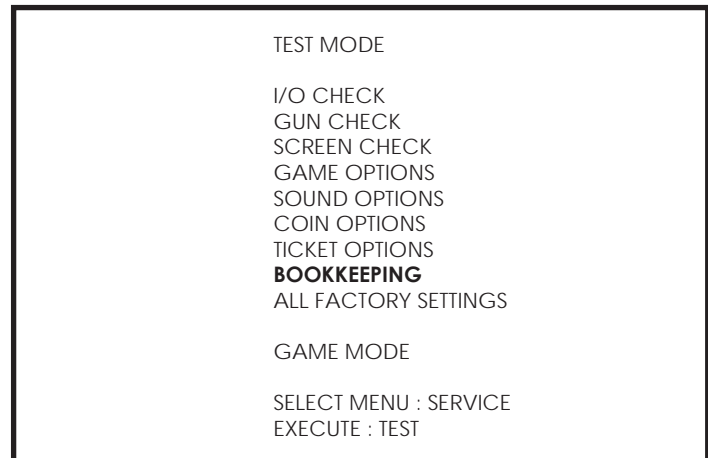 TEST MODE
I/O CHECK
GUN CHECK
SCREEN CHECK
GAME OPTIONS
SOUND OPTIONS
COIN OPTIONS
TICKET OPTIONS
BOOKKEEPING
ALL FACTORY SETTINGS
GAME MODE
SELECT MENU : SERVICE
EXECUTE : TEST